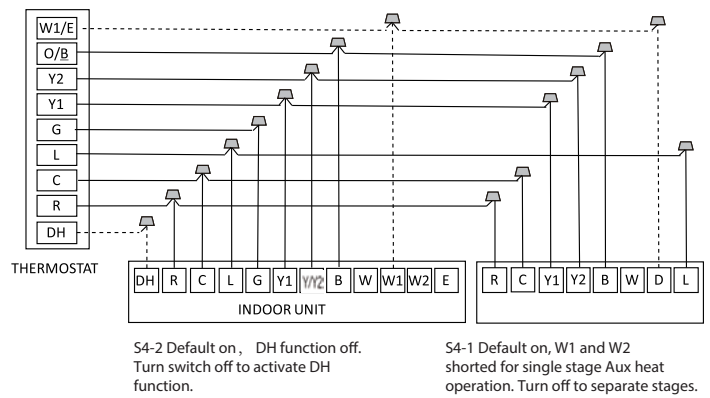 W1/E
O/B
Y2
Y1
G
L
C
R
DH
THERMOSTAT
DH R C L G Y1 Y/Y2 B W W1 W2 E
INDOOR UNIT
R C Y1 Y2 B W D L
S4-2 Default on， DH function off.
Turn switch off to activate DH
function.
S4-1 Default on, W1 and W2
shorted for single stage Aux heat
operation. Turn off to separate stages.